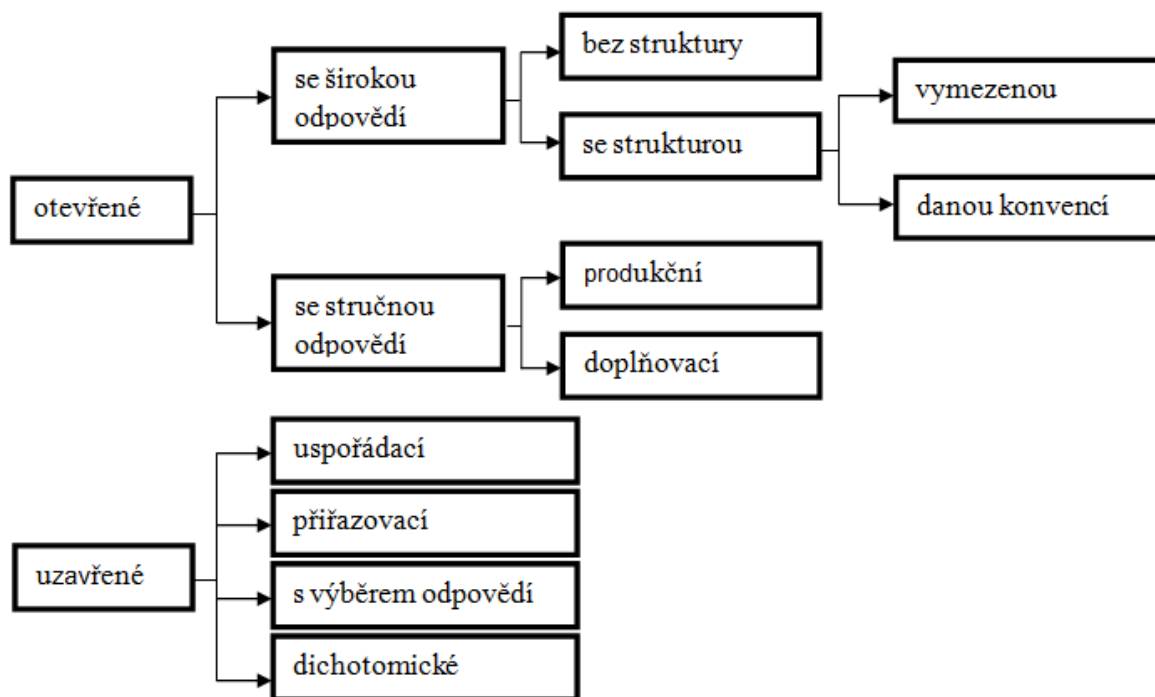 otevřené
se širokou
odpovědí
bez struktury
se strukturou
vymezenou
danou konvencí
se stručnou
odpovědí
produkční
doplňovací
uzavřené
uspořádací
přiřazovací
s výběrem odpovědí
dichotomické